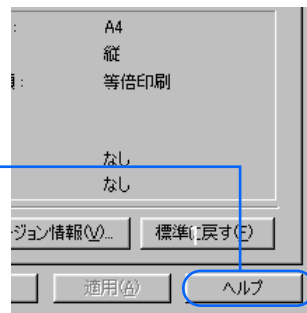 : A4
縦
: 等倍印刷
なし
なし
ジョン情報(V)... 標準に戻す(F)
適用(A) ヘルプ